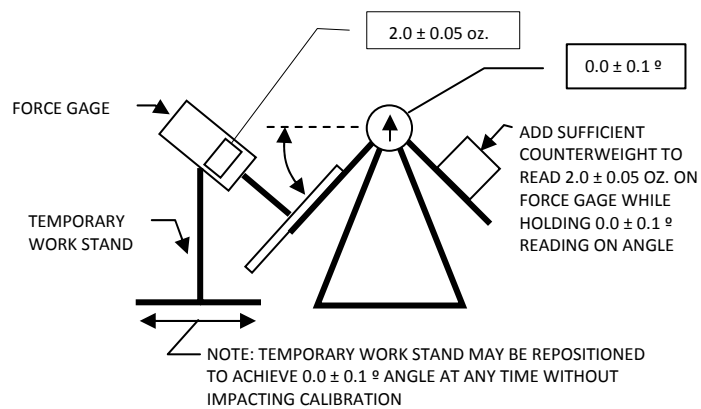 2.0 ± 0.05 oz.
0.0 ± 0.1 º
FORCE GAGE
ADD SUFFICIENT
COUNTERWEIGHT TO
READ 2.0 ± 0.05 OZ. ON
FORCE GAGE WHILE
HOLDING 0.0 ± 0.1 º
READING ON ANGLE
TEMPORARY
WORK STAND
NOTE: TEMPORARY WORK STAND MAY BE REPOSITIONED
TO ACHIEVE 0.0 ± 0.1 º ANGLE AT ANY TIME WITHOUT
IMPACTING CALIBRATION